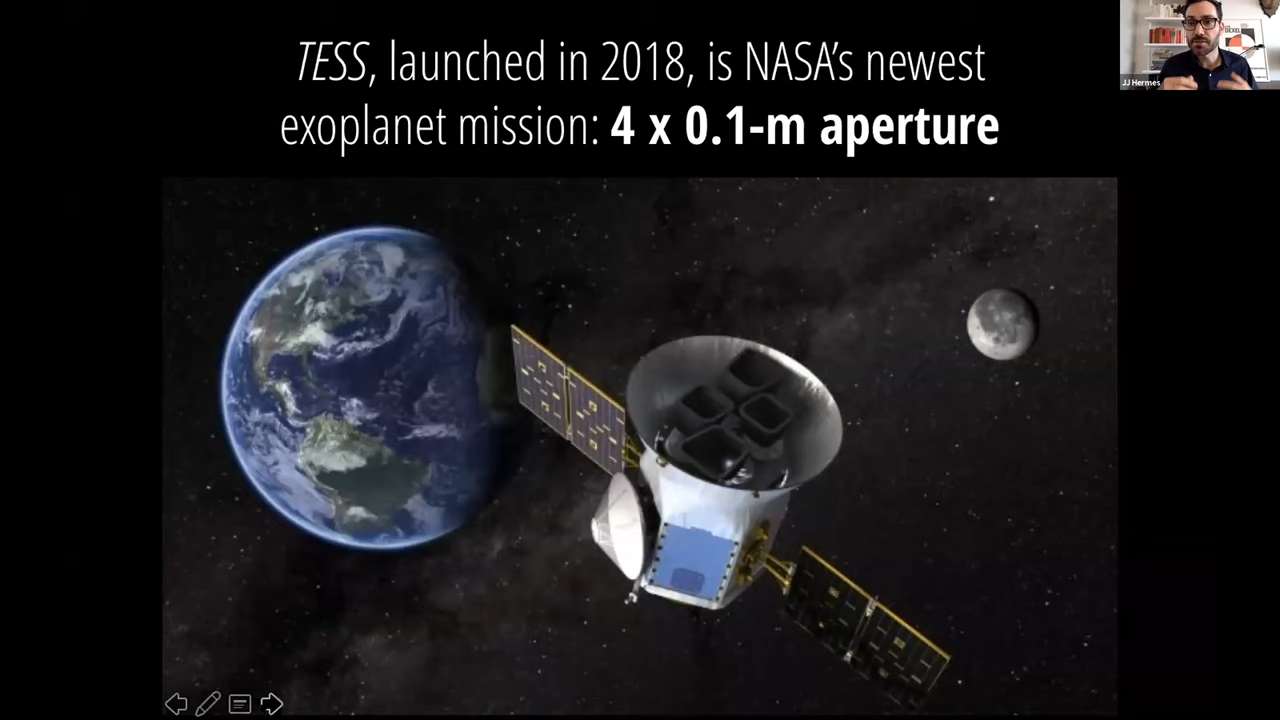 TESS, launched in 2018, is NASA's newest
exoplanet mission: 4 x 0.1-m aperture
JJ Hermes